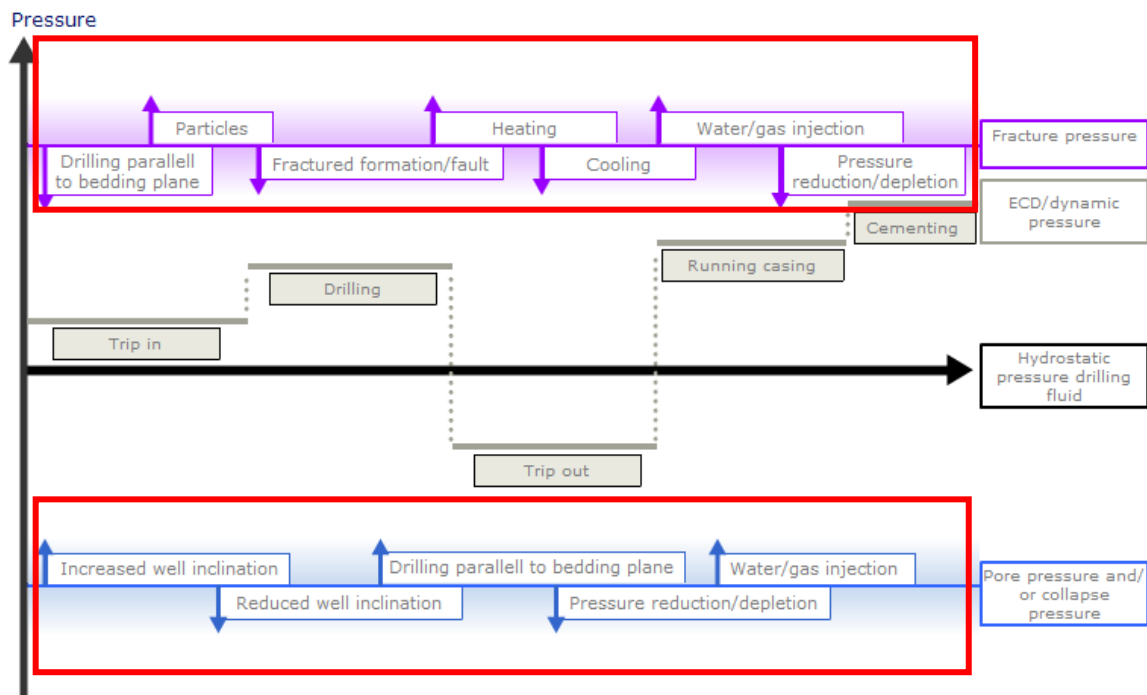 Pressure
Particles
Heating
Water/gas injection
Fracture pressure
Drilling parallell
to bedding plane
Fractured formation/fault
Cooling
Pressure
reduction/depletion
ECD/dynamic
pressure
Cementing
Running casing
Drilling
Trip in
Hydrostatic
pressure drilling
fluid
Trip out
Increased well inclination
Drilling parallell to bedding plane
Water/gas injection
Reduced well inclination
Pressure reduction/depletion
Pore pressure and/
or collapse
pressure